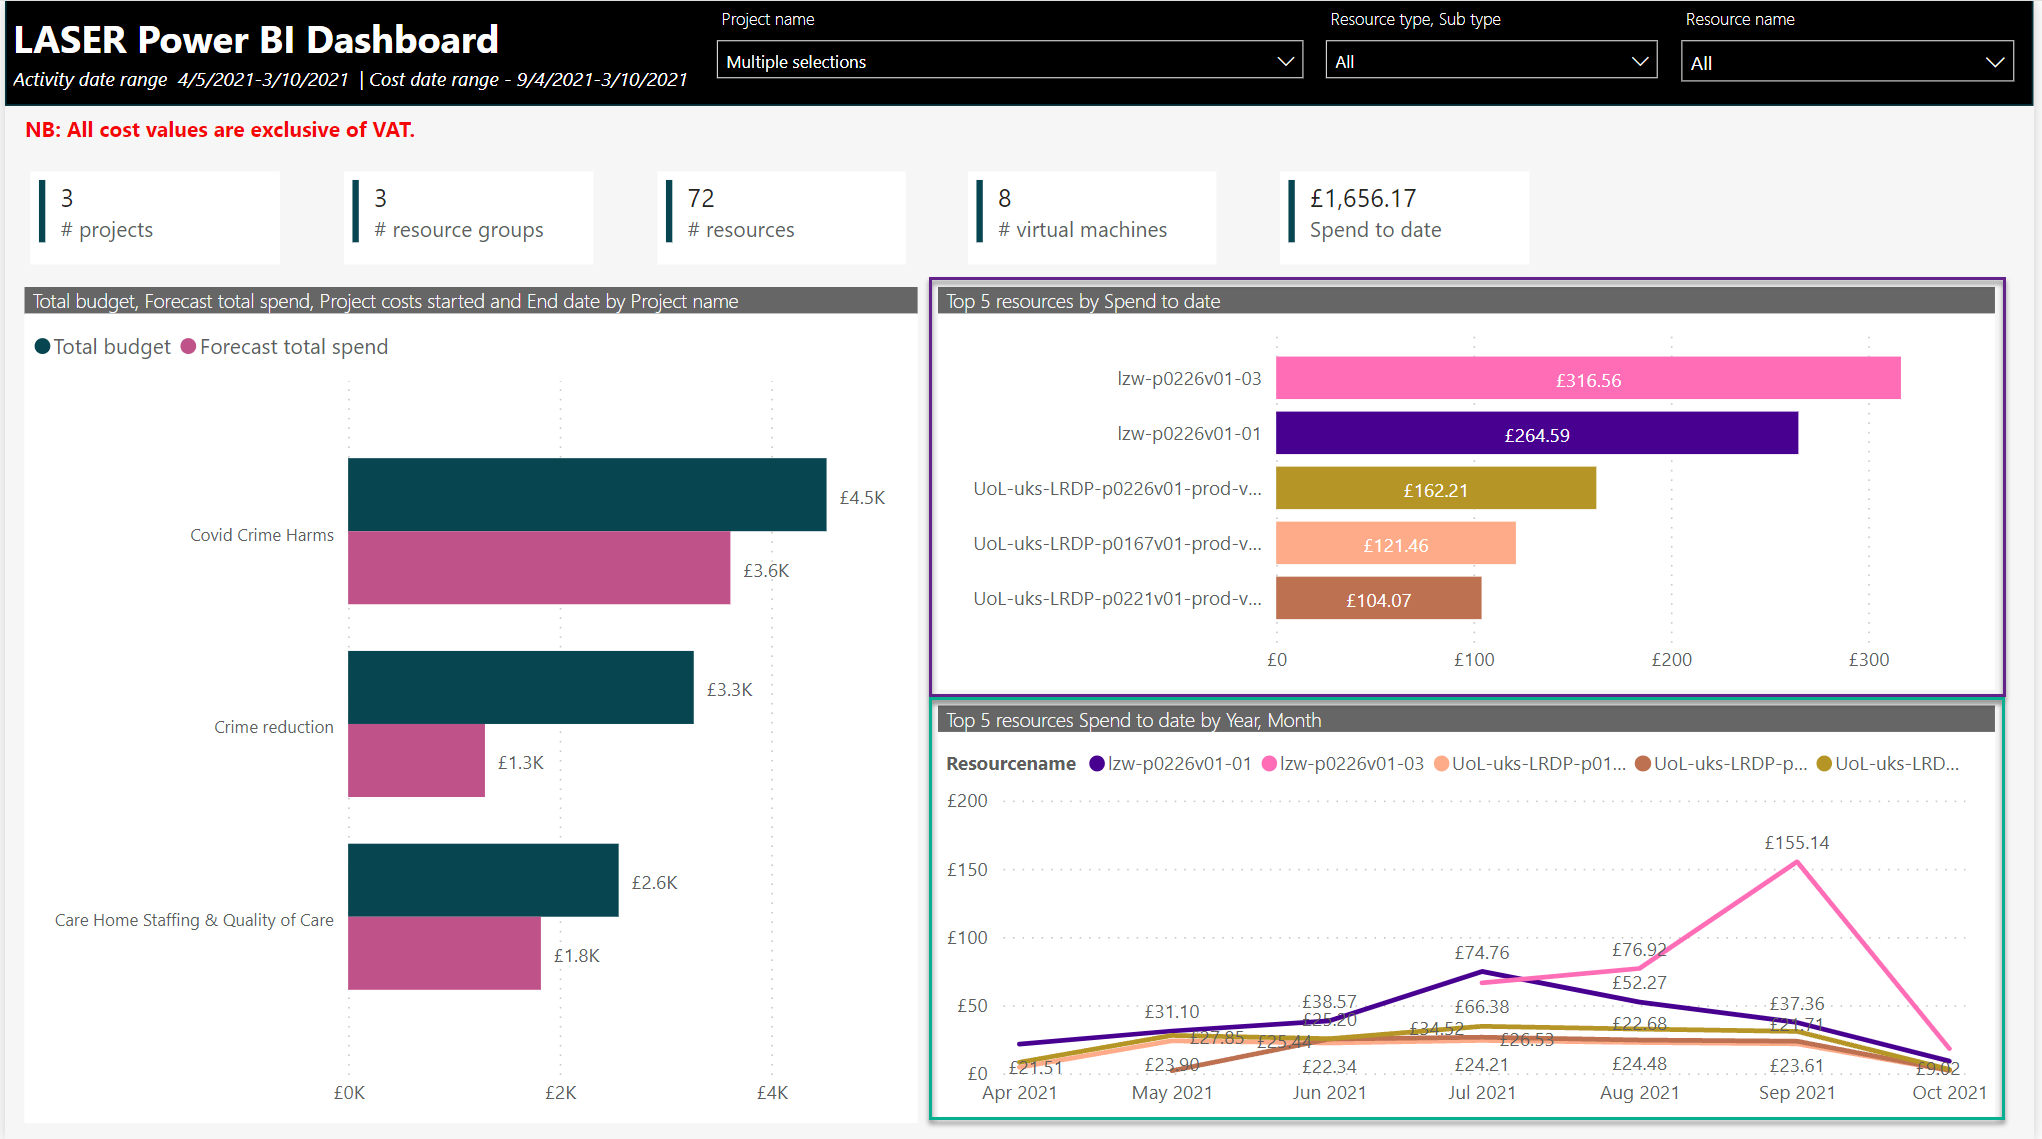 LASER Power BI Dashboard
Activity date range 4/5/2021-3/10/2021 | Cost date range - 9/4/2021-3/10/2021
Project name
Multiple selections
Resource type, Sub type
All
Resource name
All
NB: All cost values are exclusive of VAT.
3
# projects
3
# resource groups
72
# resources
8
# virtual machines
£1,656.17
Spend to date
Total budget, Forecast total spend, Project costs started and End date by Project name
Total budget Forecast total spend
Covid Crime Harms
£4.5K
£3.6K
Crime reduction
£3.3K
£1.3K
Care Home Staffing & Quality of Care
£2.6K
£1.8K
£0K £2K £4K
Top 5 resources by Spend to date
lzw-p0226v01-03 £316.56
lzw-p0226v01-01 £264.59
UoL-uks-LRDP-p0226v01-prod-v... £162.21
UoL-uks-LRDP-p0167v01-prod-v... £121.46
UoL-uks-LRDP-p0221v01-prod-v... £104.07
£0 £100 £200 £300
Top 5 resources Spend to date by Year, Month
Resourcename lzw-p0226v01-01 lzw-p0226v01-03 UoL-uks-LRDP-p01... UoL-uks-LRDP-p... UoL-uks-LRD...
£200
£150
£100
£50
£0
£155.14
£74.76
£76.92
£52.27
£31.10
£38.57
£25.20
£66.38
£37.36
£21.71
£27.85
£25.44
£34.52
£26.53
£22.68
£21.51
£23.90
£22.34
£24.21
£24.48
£23.61
£9.02
Apr 2021 May 2021 Jun 2021 Jul 2021 Aug 2021 Sep 2021 Oct 2021